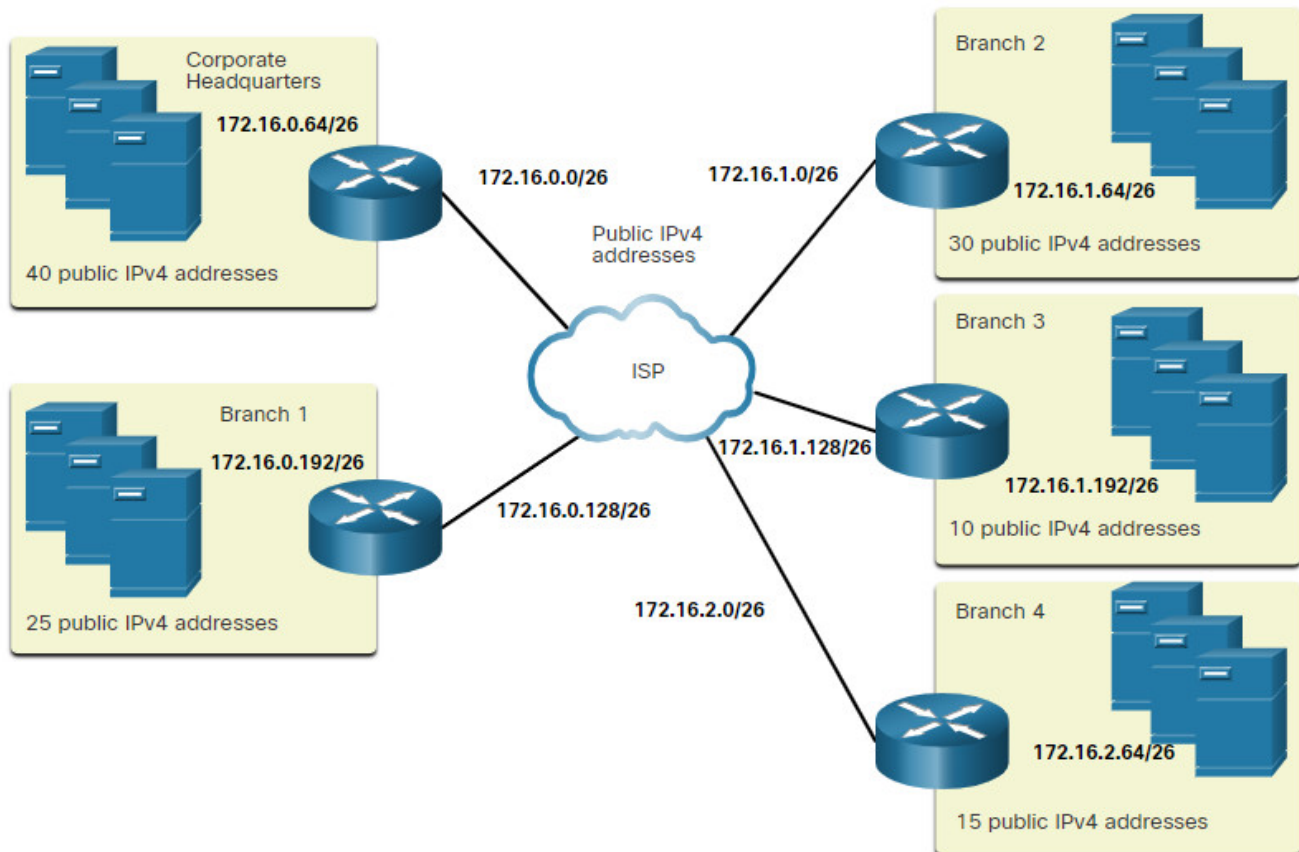 Corporate
Headquarters
172.16.0.64/26
40 public IPv4 addresses
172.16.0.0/26
Branch 1
172.16.0.192/26
25 public IPv4 addresses
172.16.0.128/26
Public IPv4
addresses
ISP
172.16.1.0/26
Branch 2
172.16.1.64/26
30 public IPv4 addresses
172.16.1.128/26
Branch 3
172.16.1.192/26
10 public IPv4 addresses
172.16.2.0/26
Branch 4
172.16.2.64/26
15 public IPv4 addresses